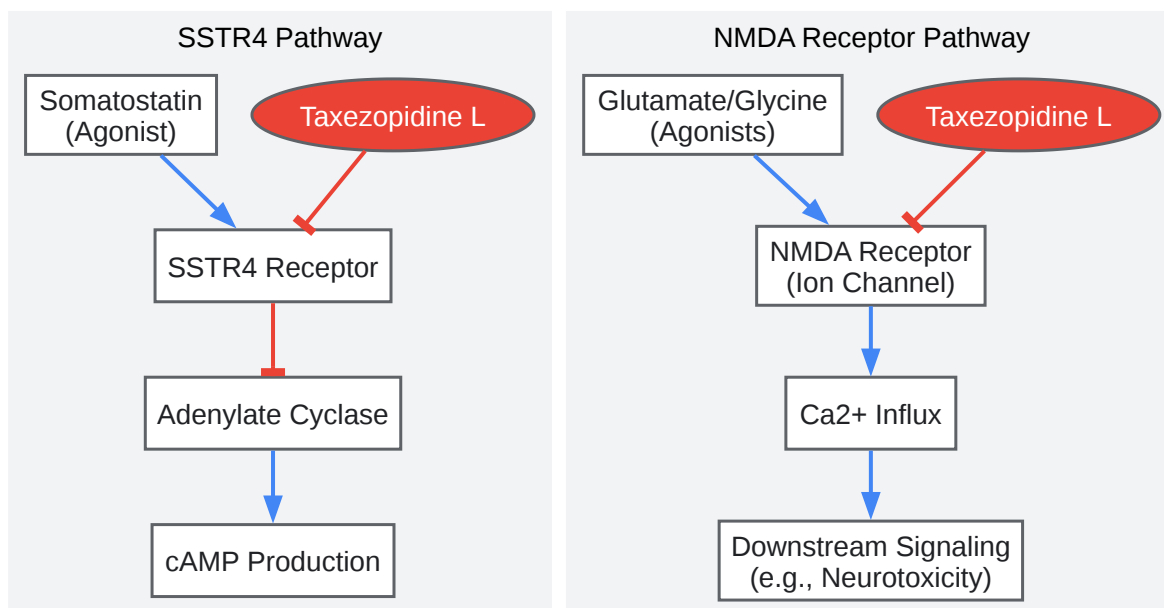 SSTR4 Pathway
Somatostatin
(Agonist)
Taxezopidine L
SSTR4 Receptor
Adenylate Cyclase
cAMP Production
NMDA Receptor Pathway
Glutamate/Glycine
(Agonists)
Taxezopidine L
NMDA Receptor
(Ion Channel)
Ca2+ Influx
Downstream Signaling
(e.g., Neurotoxicity)